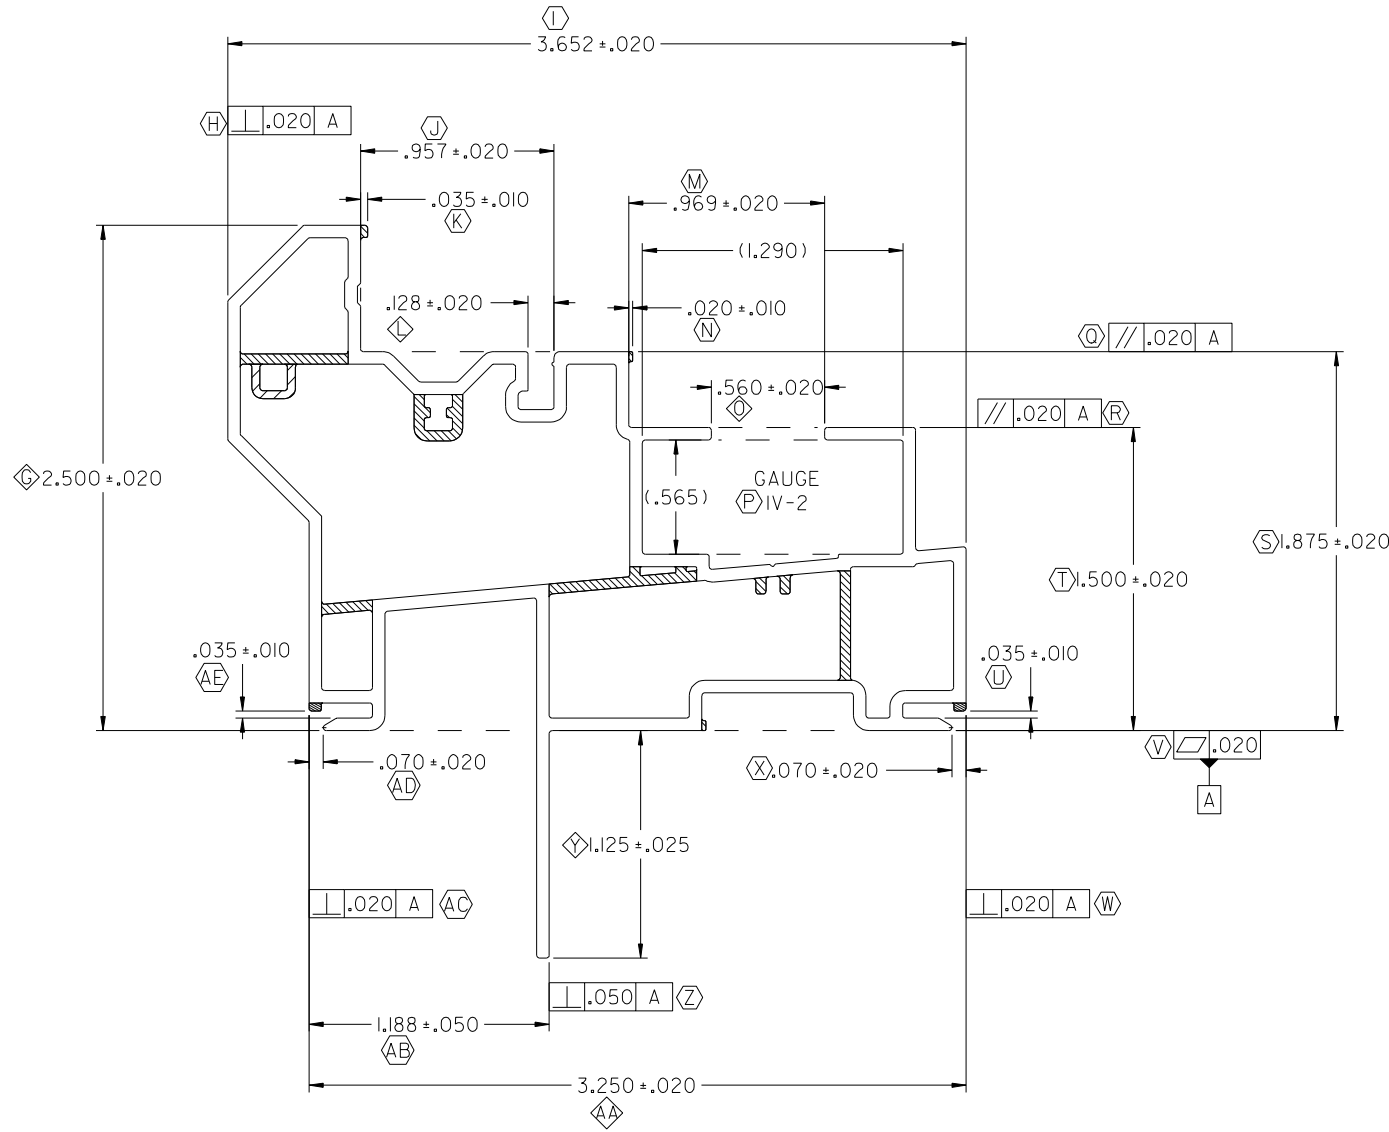 I
3.652±.020
H ⊥ .020 A
J
.957±.020
M
.035±.010
K
.969±.020
(1.290)
.128±.020
L
.020±.010
N
Q // .020 A
.560±.020
O
// .020 A R
G 2.500±.020
GAUGE
(.565)
P IV-2
S 1.875±.020
T 1.500±.020
.035±.010
AE
.035±.010
U
V ⏥ .020
A
.070±.020
AD
X .070±.020
Y 1.125±.025
⊥ .020 A AC
⊥ .020 A W
⊥ .050 A Z
1.188±.050
AB
3.250±.020
AA